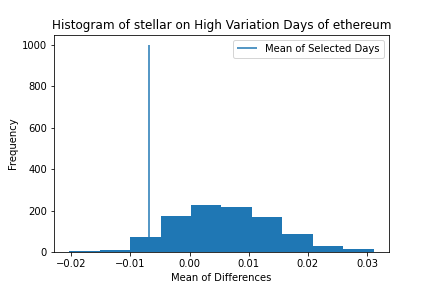 Histogram of stellar on High Variation Days of ethereum
Mean of Selected Days
1000
800
600
400
200
0
Frequency
−0.02 −0.01 0.00 0.01 0.02 0.03
Mean of Differences